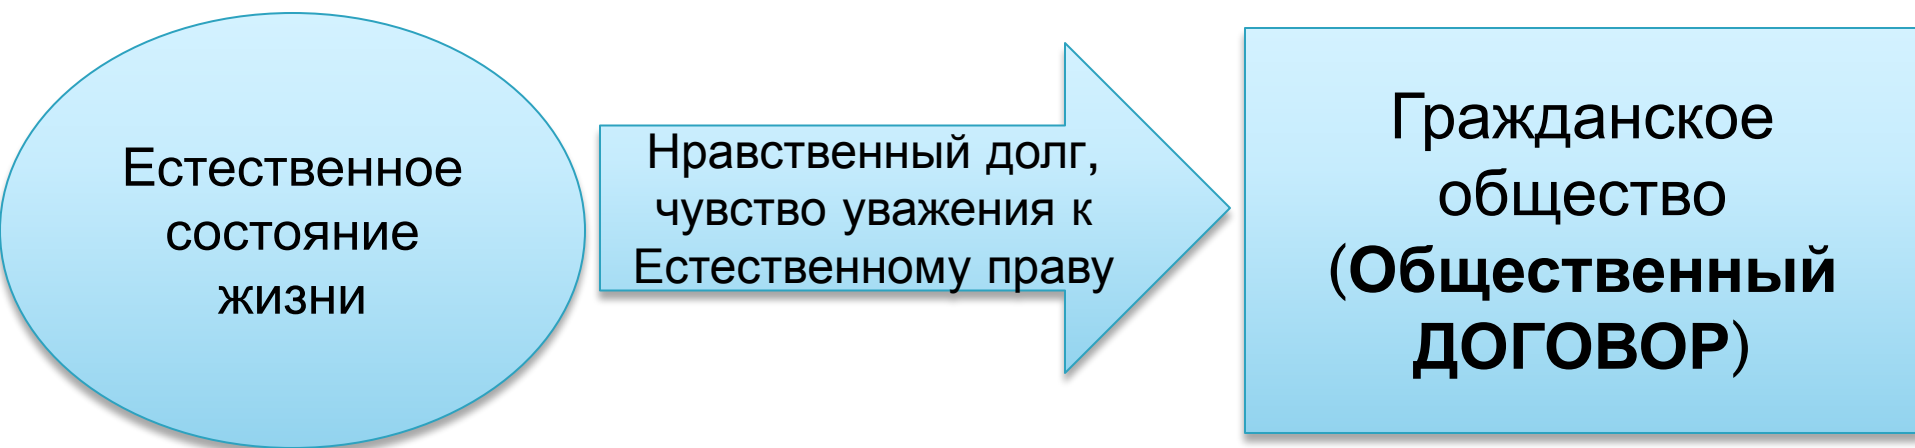 Естественное
состояние
жизни
Нравственный долг,
чувство уважения к
Естественному праву
Гражданское
общество
(Общественный
ДОГОВОР)